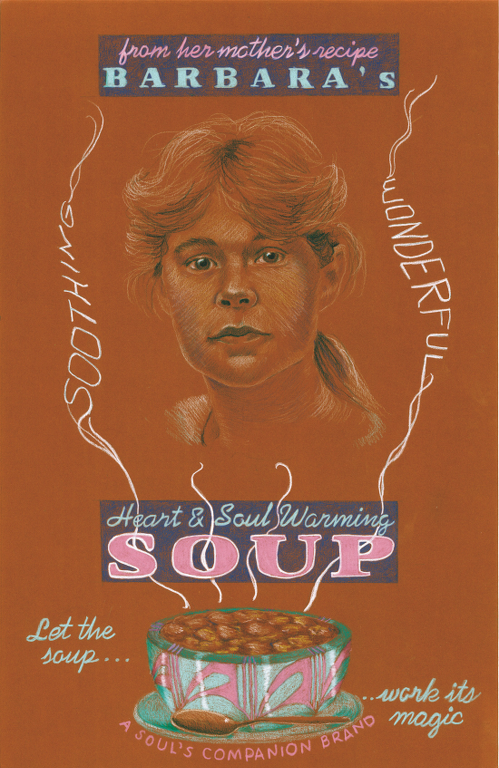 from her mother's recipe
BARBARA's
SOOTHING
WONDERFUL
Heart & Soul Warming
SOUP
Let the
soup...
...work its
magic
A SOUL'S COMPANION BRAND